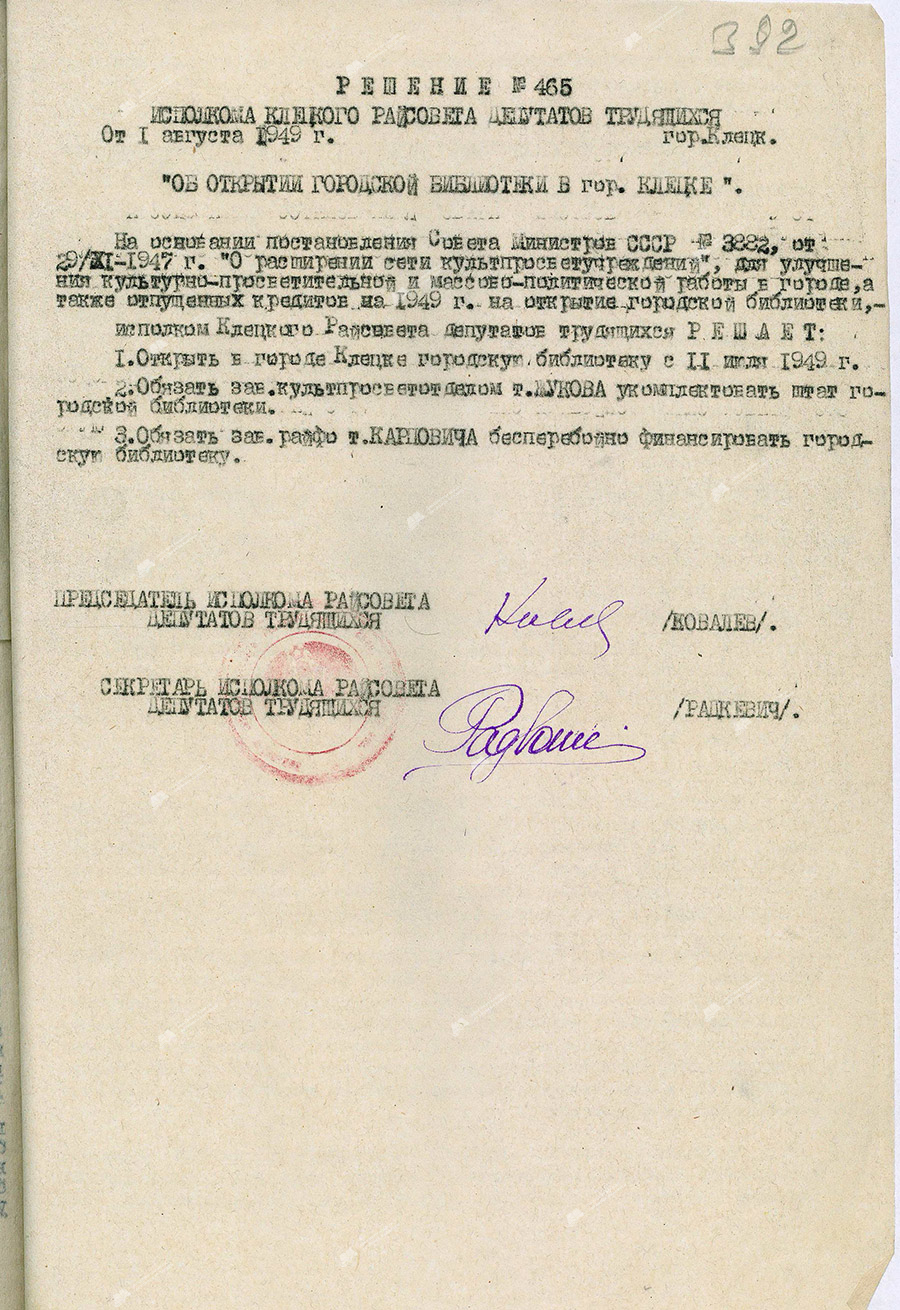 392
РЕШЕНИЕ № 465
ИСПОЛКОМА КЛЕЦКОГО РАЙСОВЕТА ДЕПУТАТОВ ТРУДЯЩИХСЯ
От I августа 1949 г. гор.Клецк.
"ОБ ОТКРЫТИИ ГОРОДСКОЙ БИБЛИОТЕКИ В гор. КЛЕЦКЕ ".
На основании постановления Совета Министров СССР № 3882, от
29/XI-1947 г. "О расширении сети культпросветучреждений", для улучше-
ния культурно-просветительной и массово-политической работы в городе,а
также отпущенных кредитов на 1949 г. на открытие городской библиотеки,-
исполком Клецкого Райсовета депутатов трудящихся Р Е Ш А Е Т:
1.Открыть в городе Клецке городскую библиотеку с II июля 1949 г.
2.Обязать зав.культпросветотделом т.ЖУКОВА укомплектовать штат го-
родской библиотеки.
3.Обязать зав.райфо т.КАРПОВИЧА бесперебойно финансировать город-
скую библиотеку.
ПРЕДСЕДАТЕЛЬ ИСПОЛКОМА РАЙСОВЕТА
ДЕПУТАТОВ ТРУДЯЩИХСЯ /КОВАЛЕВ/.
СЕКРЕТАРЬ ИСПОЛКОМА РАЙСОВЕТА
ДЕПУТАТОВ ТРУДЯЩИХСЯ /РАДКЕВИЧ/.